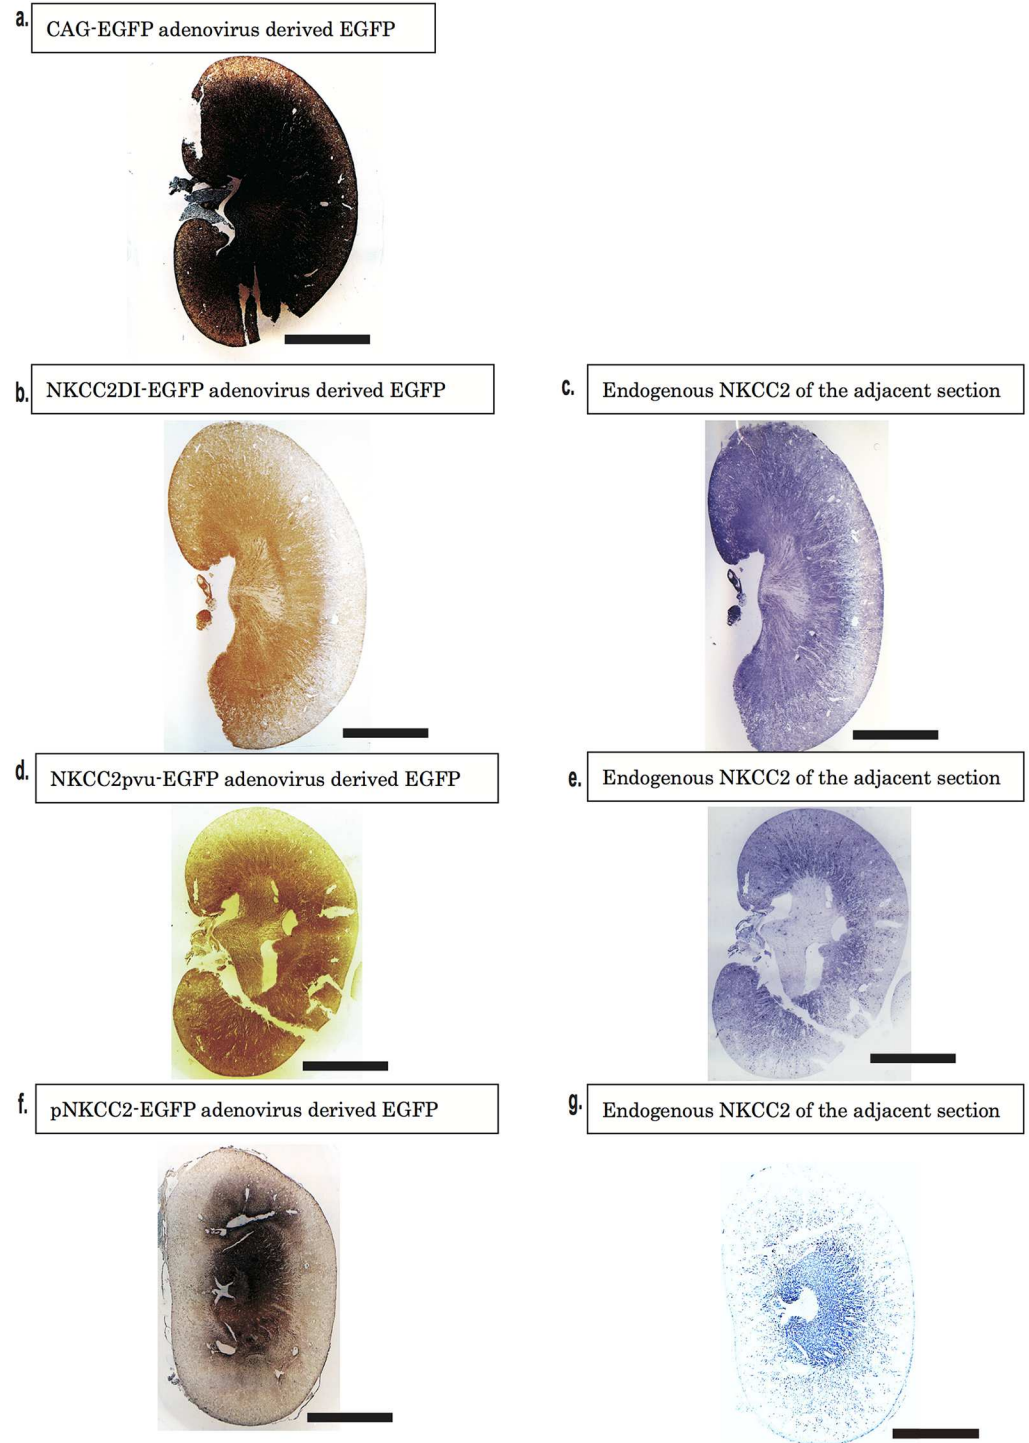 a.
CAG-EGFP adenovirus derived EGFP
b.
NKCC2DI-EGFP adenovirus derived EGFP
c.
Endogenous NKCC2 of the adjacent section
d.
NKCC2pvu-EGFP adenovirus derived EGFP
e.
Endogenous NKCC2 of the adjacent section
f.
pNKCC2-EGFP adenovirus derived EGFP
g.
Endogenous NKCC2 of the adjacent section